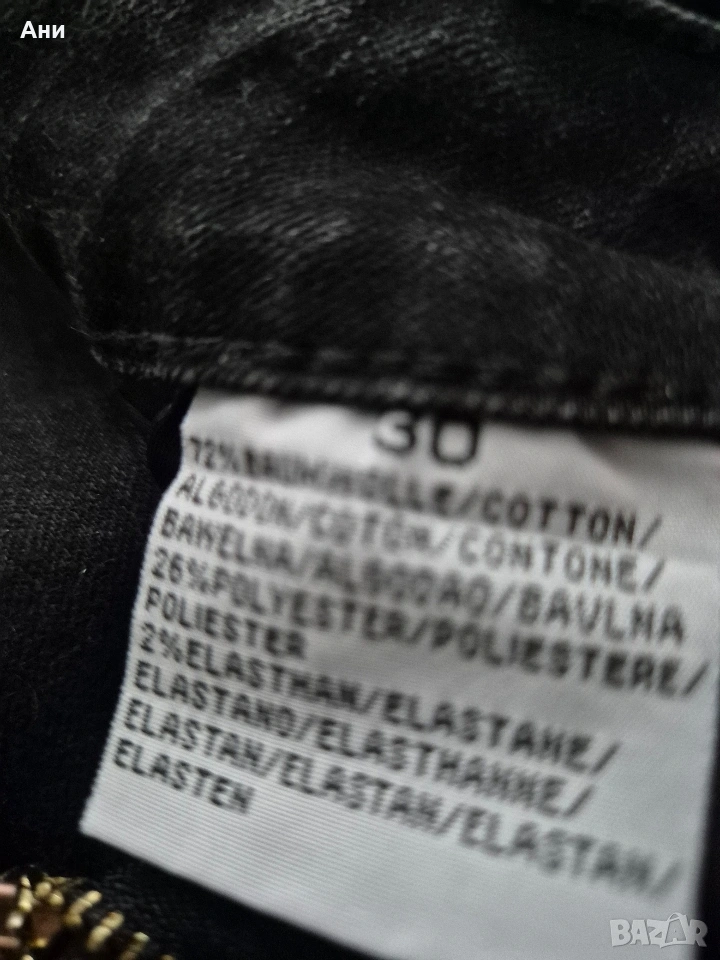 Ани
30
72%BAUMWOLLE/COTTON/
ALGODON/COTON/CONTONE/
BAWELNA/ALGODAO/BAVLNA
26%POLYESTER/POLIESTERE/
POLIESTER
2%ELASTHAN/ELASTANE/
ELASTANO/ELASTHANNE/
ELASTAN/ELASTAN/ELASTAN/
ELASTEN
BAZAR